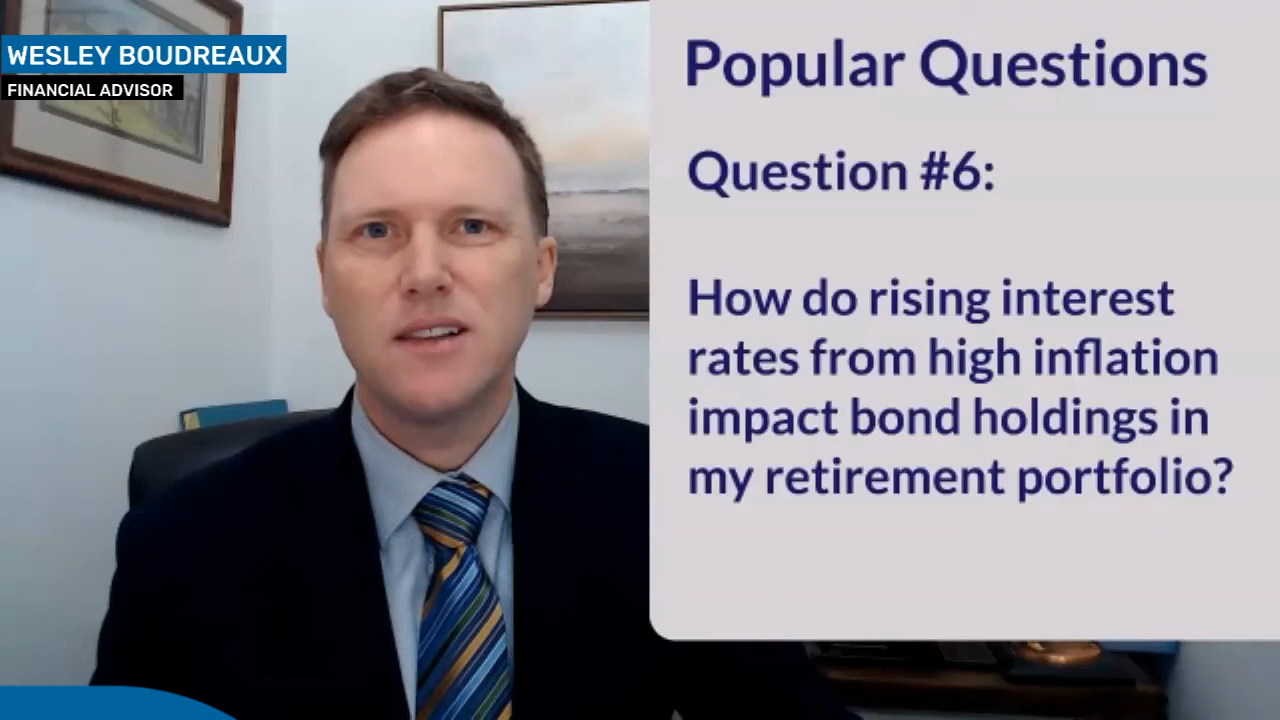 WESLEY BOUDREAUX
FINANCIAL ADVISOR
Popular Questions
Question #6:
How do rising interest
rates from high inflation
impact bond holdings in
my retirement portfolio?